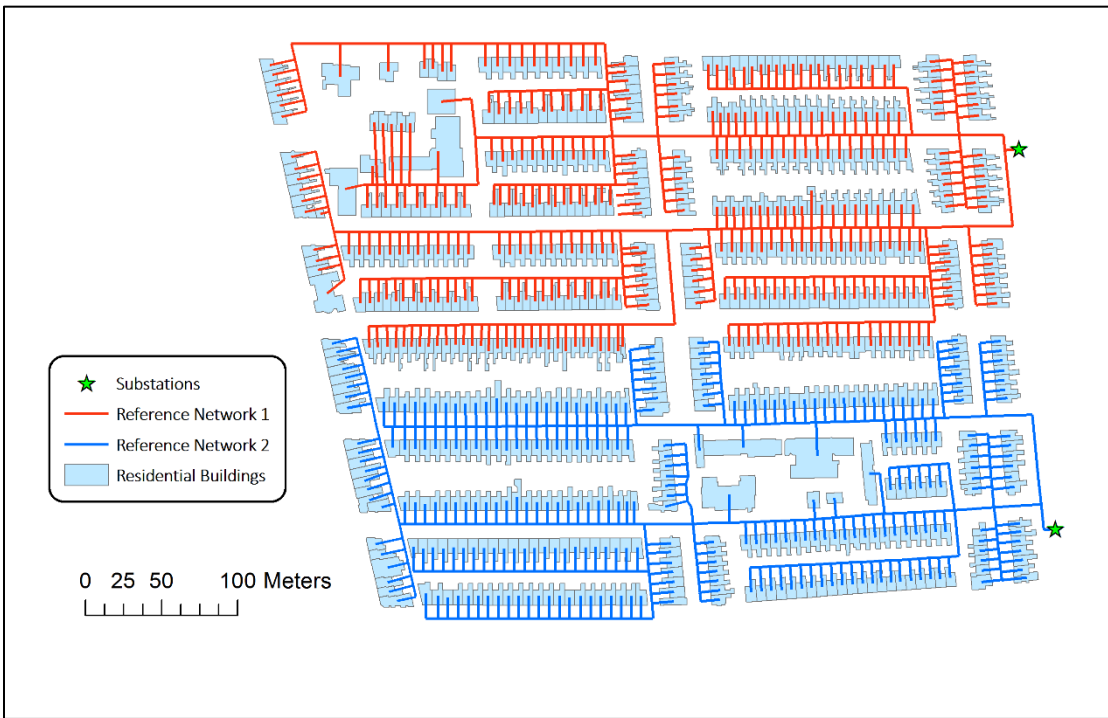 Substations
Reference Network 1
Reference Network 2
Residential Buildings
0 25 50 100 Meters